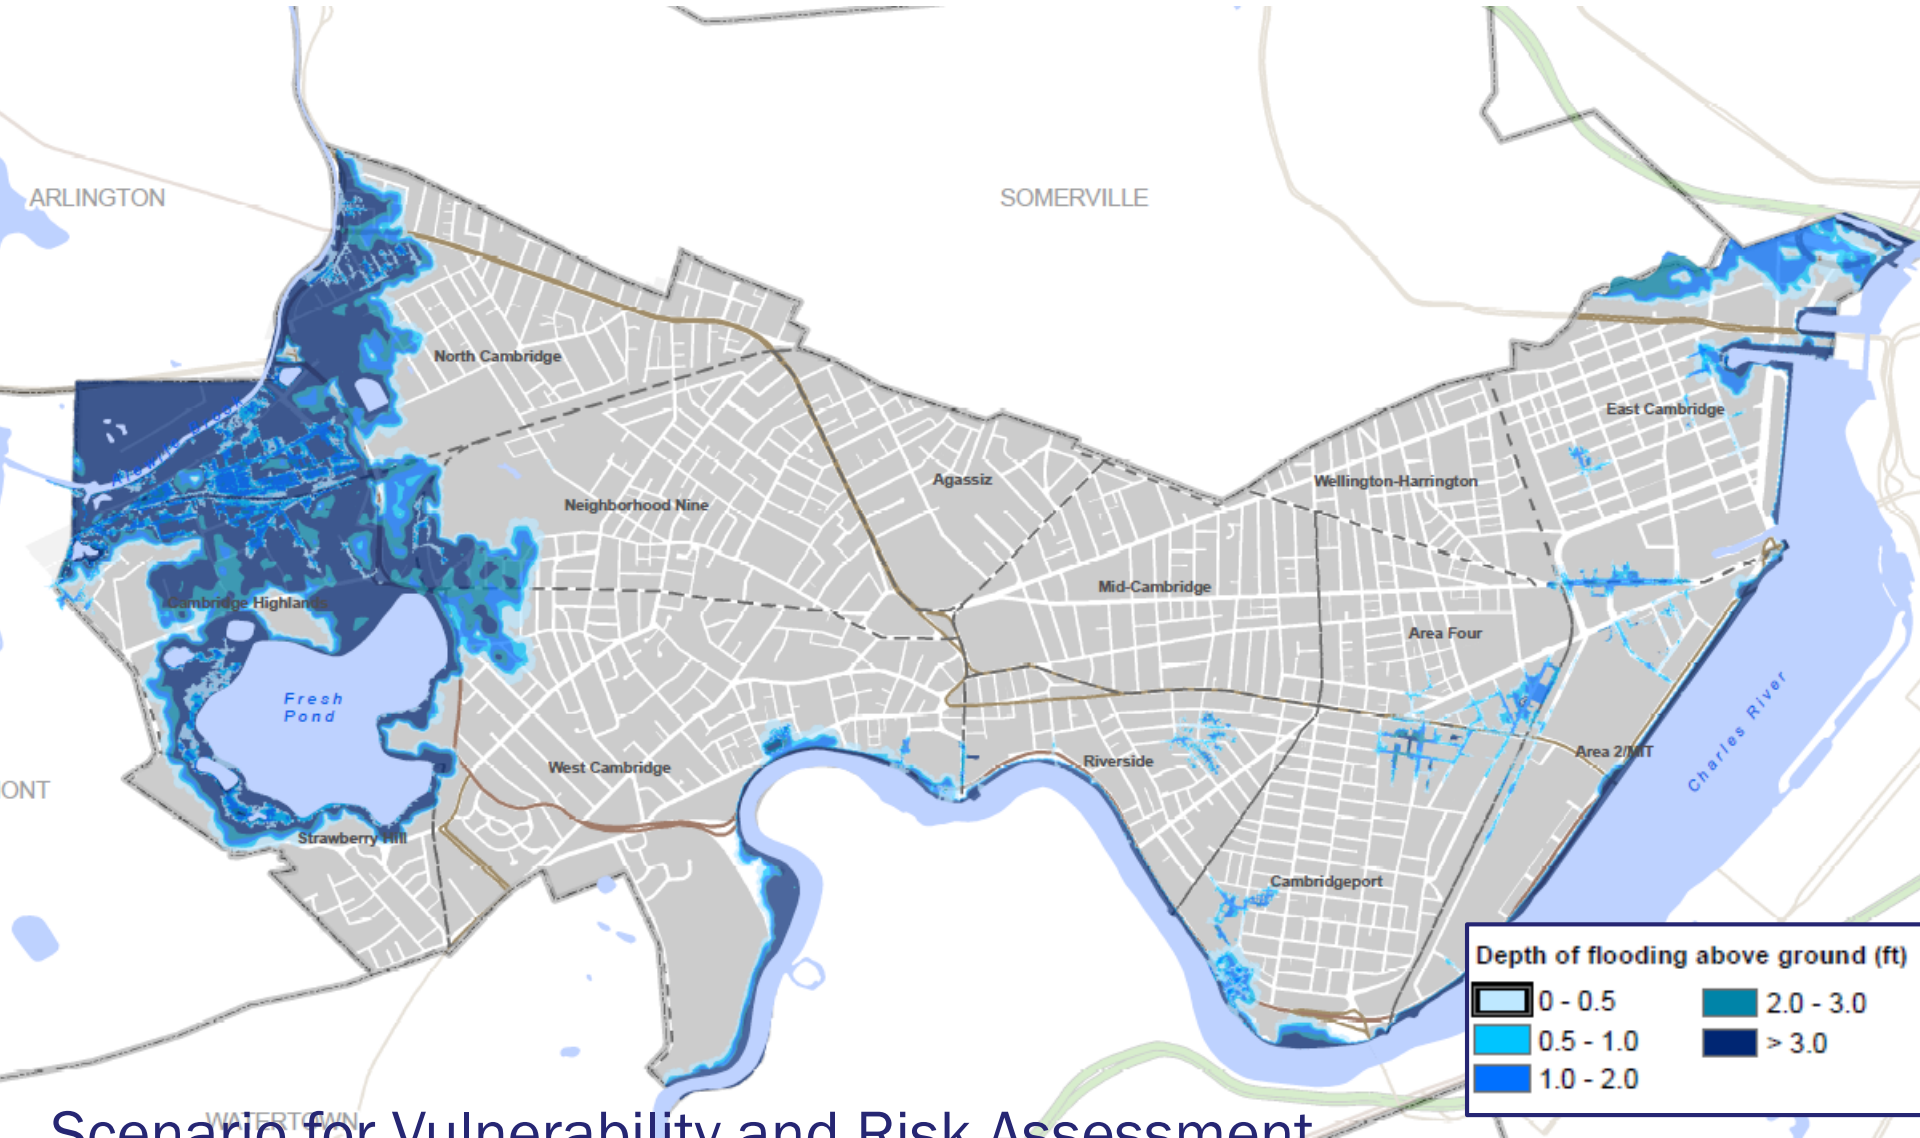 ARLINGTON
SOMERVILLE
North Cambridge
East Cambridge
Alewife Brook
Agassiz
Wellington-Harrington
Neighborhood Nine
Mid-Cambridge
Cambridge Highlands
Area Four
Fresh
Pond
Charles River
Area 2/MIT
Riverside
West Cambridge
ONT
Strawberry Hill
Cambridgeport
Depth of flooding above ground (ft)
0 - 0.5
2.0 - 3.0
0.5 - 1.0
> 3.0
1.0 - 2.0
WATERTOWN
Scenario for Vulnerability and Risk Assessment